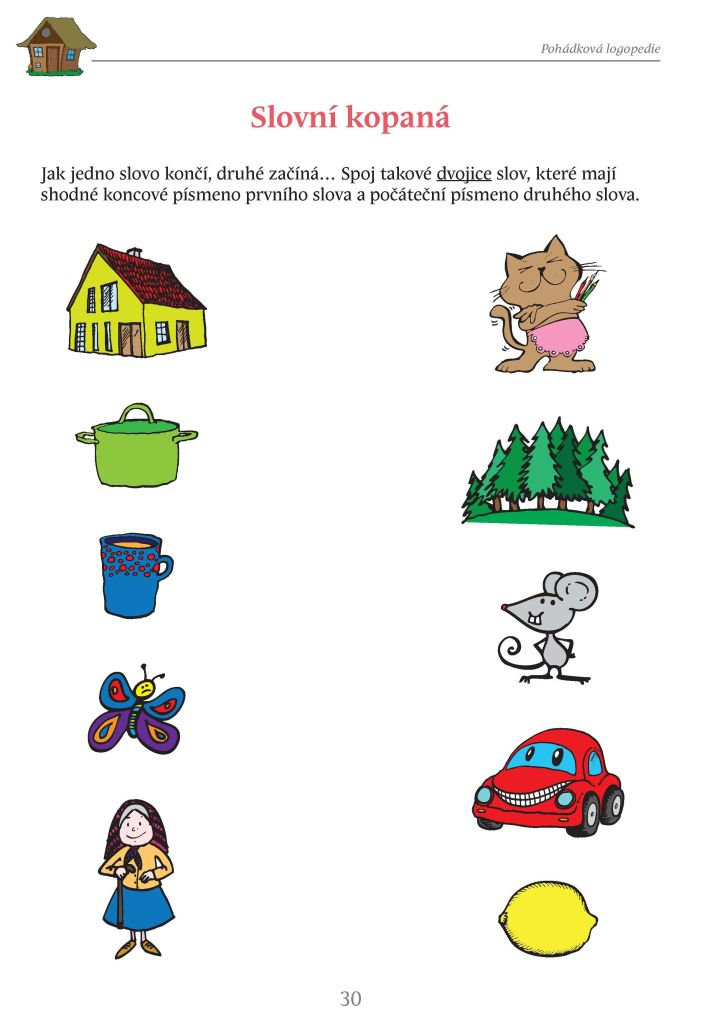 Pohádková logopedie
Slovní kopaná
Jak jedno slovo končí, druhé začíná… Spoj takové dvojice slov, které mají
shodné koncové písmeno prvního slova a počáteční písmeno druhého slova.
30